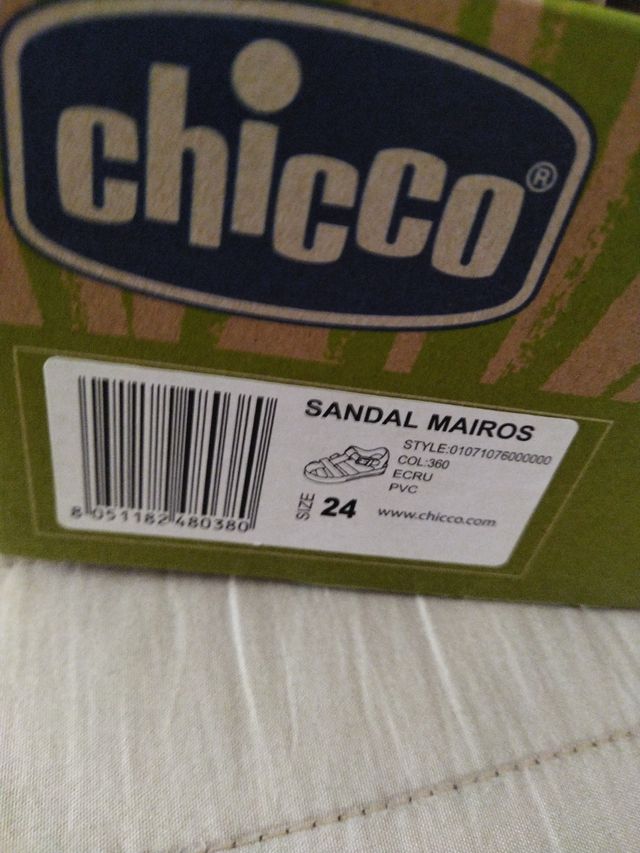 chicco®
SANDAL MAIROS
STYLE:01071076000000
COL:360
ECRU
PVC
SIZE 24
www.chicco.com
8 051182 480380